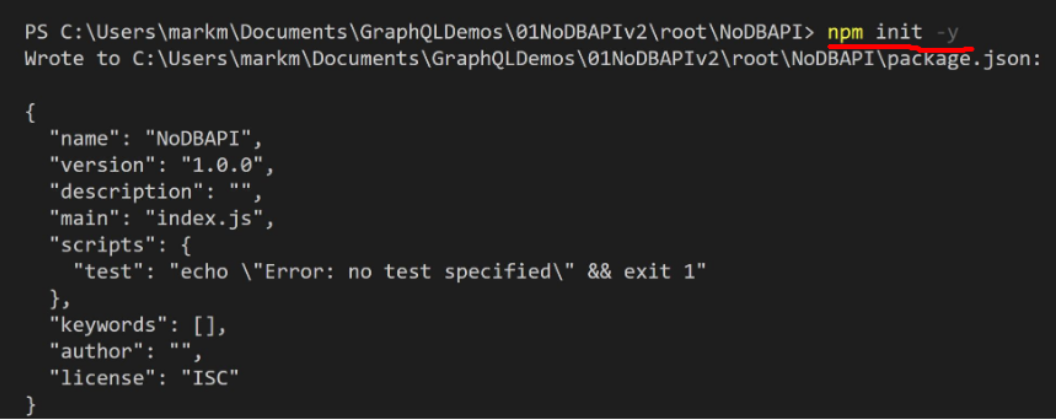 PS C:\Users\markm\Documents\GraphQLDemos\01NoDBAPIv2\root\NoDBAPI> npm init -y
Wrote to C:\Users\markm\Documents\GraphQLDemos\01NoDBAPIv2\root\NoDBAPI\package.json:
{
  "name": "NoDBAPI",
  "version": "1.0.0",
  "description": "",
  "main": "index.js",
  "scripts": {
    "test": "echo \"Error: no test specified\" && exit 1"
  },
  "keywords": [],
  "author": "",
  "license": "ISC"
}